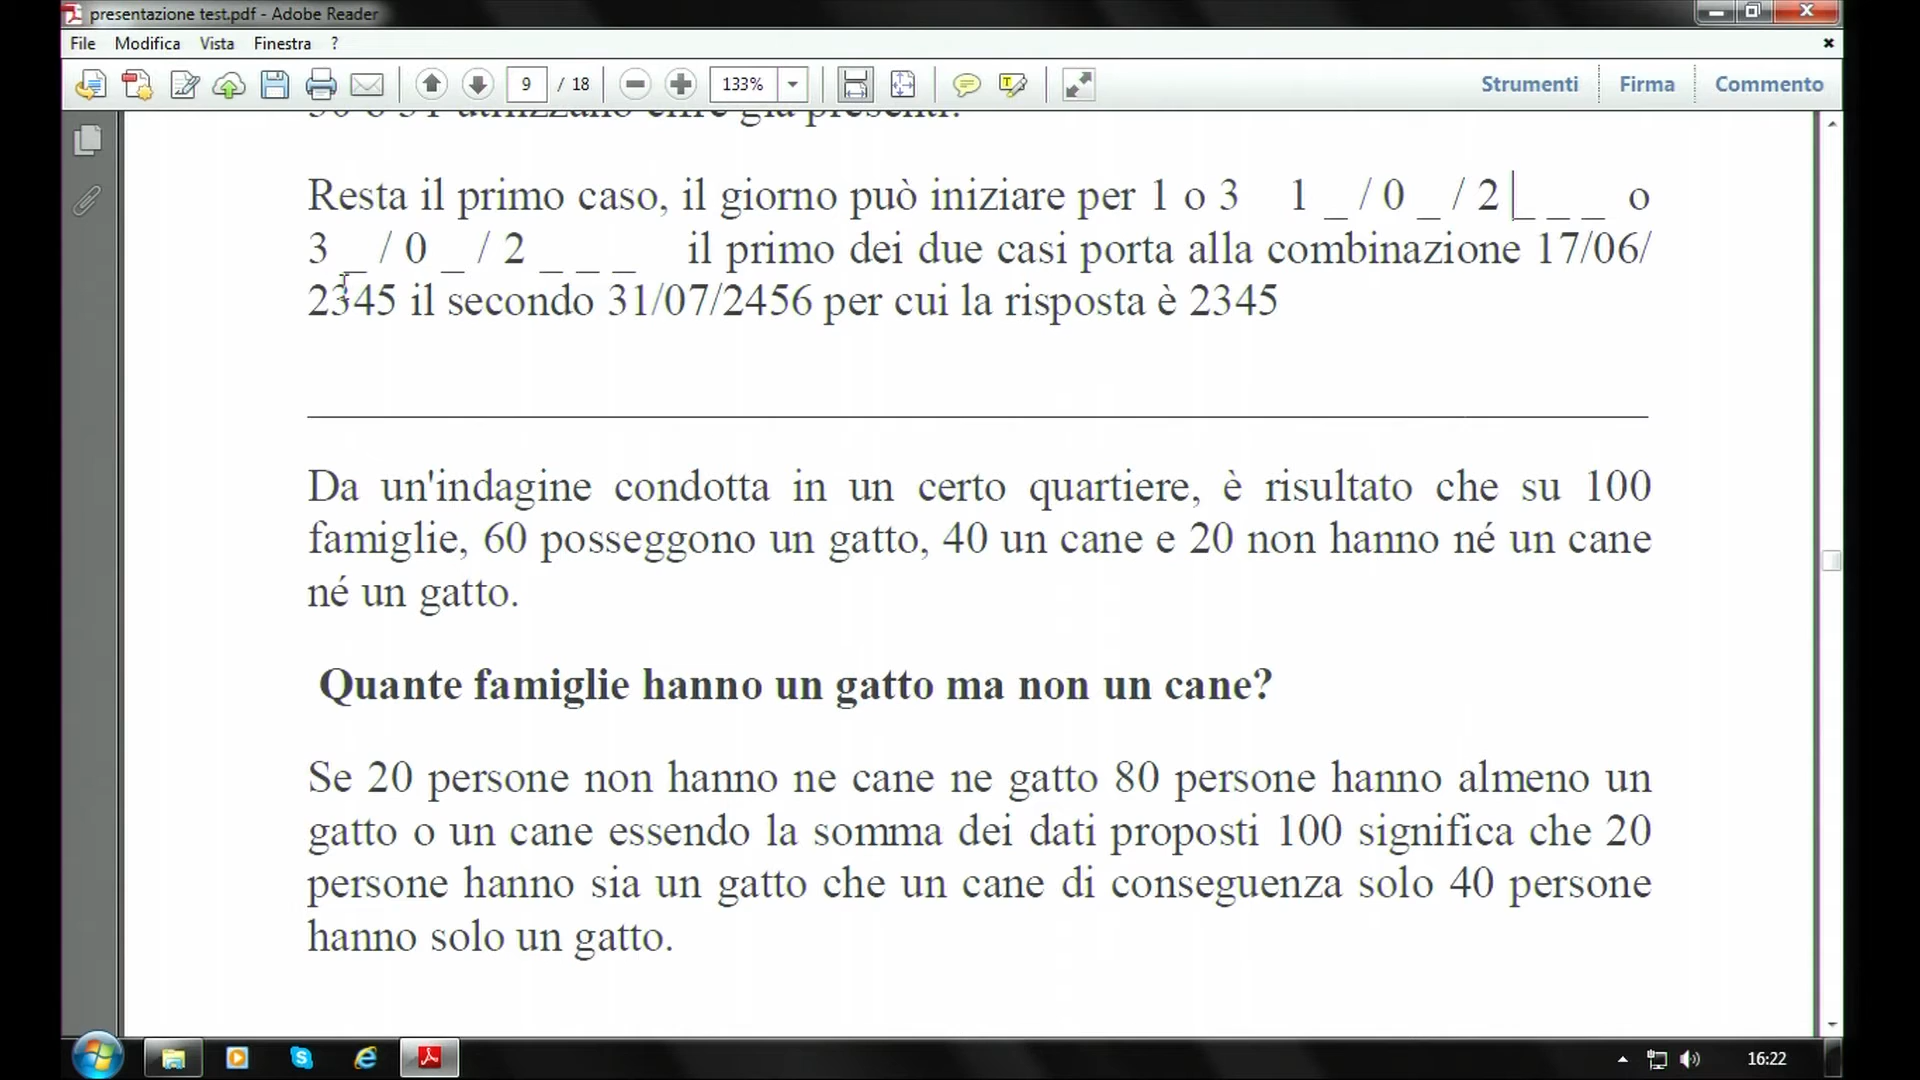 presentazione test.pdf - Adobe Reader
File Modifica Vista Finestra ?
9 / 18 133% Strumenti Firma Commento
30 o 31 utilizzano cifre già presenti.
Resta il primo caso, il giorno può iniziare per 1 o 3 1 _ / 0 _ / 2 _ _ _ o
3 _ / 0 _ / 2 _ _ _ il primo dei due casi porta alla combinazione 17/06/
2345 il secondo 31/07/2456 per cui la risposta è 2345
Da un'indagine condotta in un certo quartiere, è risultato che su 100
famiglie, 60 posseggono un gatto, 40 un cane e 20 non hanno né un cane
né un gatto.
Quante famiglie hanno un gatto ma non un cane?
Se 20 persone non hanno ne cane ne gatto 80 persone hanno almeno un
gatto o un cane essendo la somma dei dati proposti 100 significa che 20
persone hanno sia un gatto che un cane di conseguenza solo 40 persone
hanno solo un gatto.
16:22